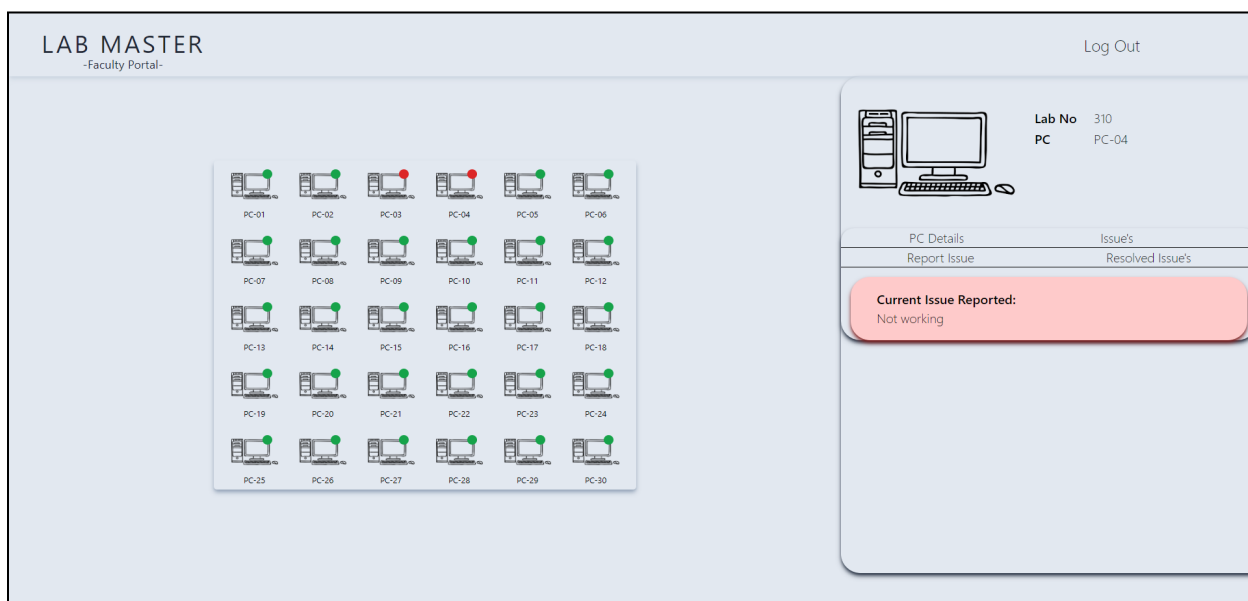 LAB MASTER
-Faculty Portal-
Log Out
Lab No 310
PC PC-04
PC-01 PC-02 PC-03 PC-04 PC-05 PC-06
PC-07 PC-08 PC-09 PC-10 PC-11 PC-12
PC-13 PC-14 PC-15 PC-16 PC-17 PC-18
PC-19 PC-20 PC-21 PC-22 PC-23 PC-24
PC-25 PC-26 PC-27 PC-28 PC-29 PC-30
PC Details Issue's
Report Issue Resolved Issue's
Current Issue Reported:
Not working